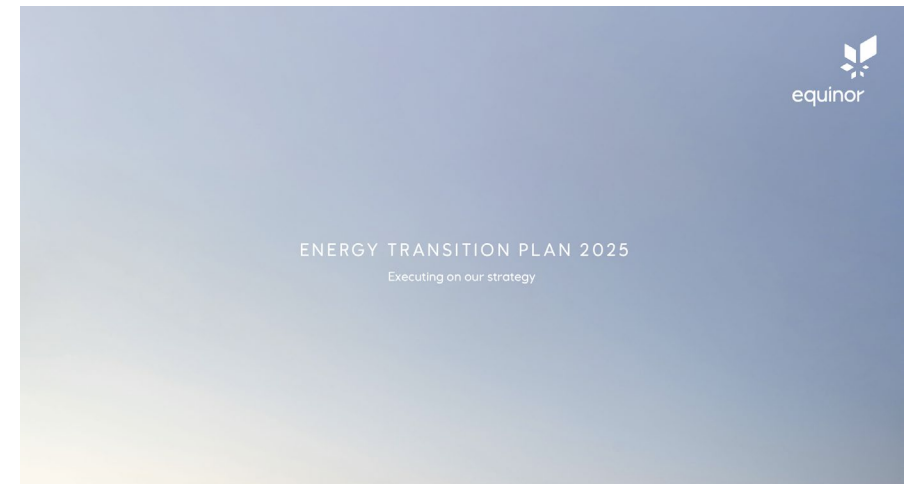 equinor
ENERGY TRANSITION PLAN 2025
Executing on our strategy